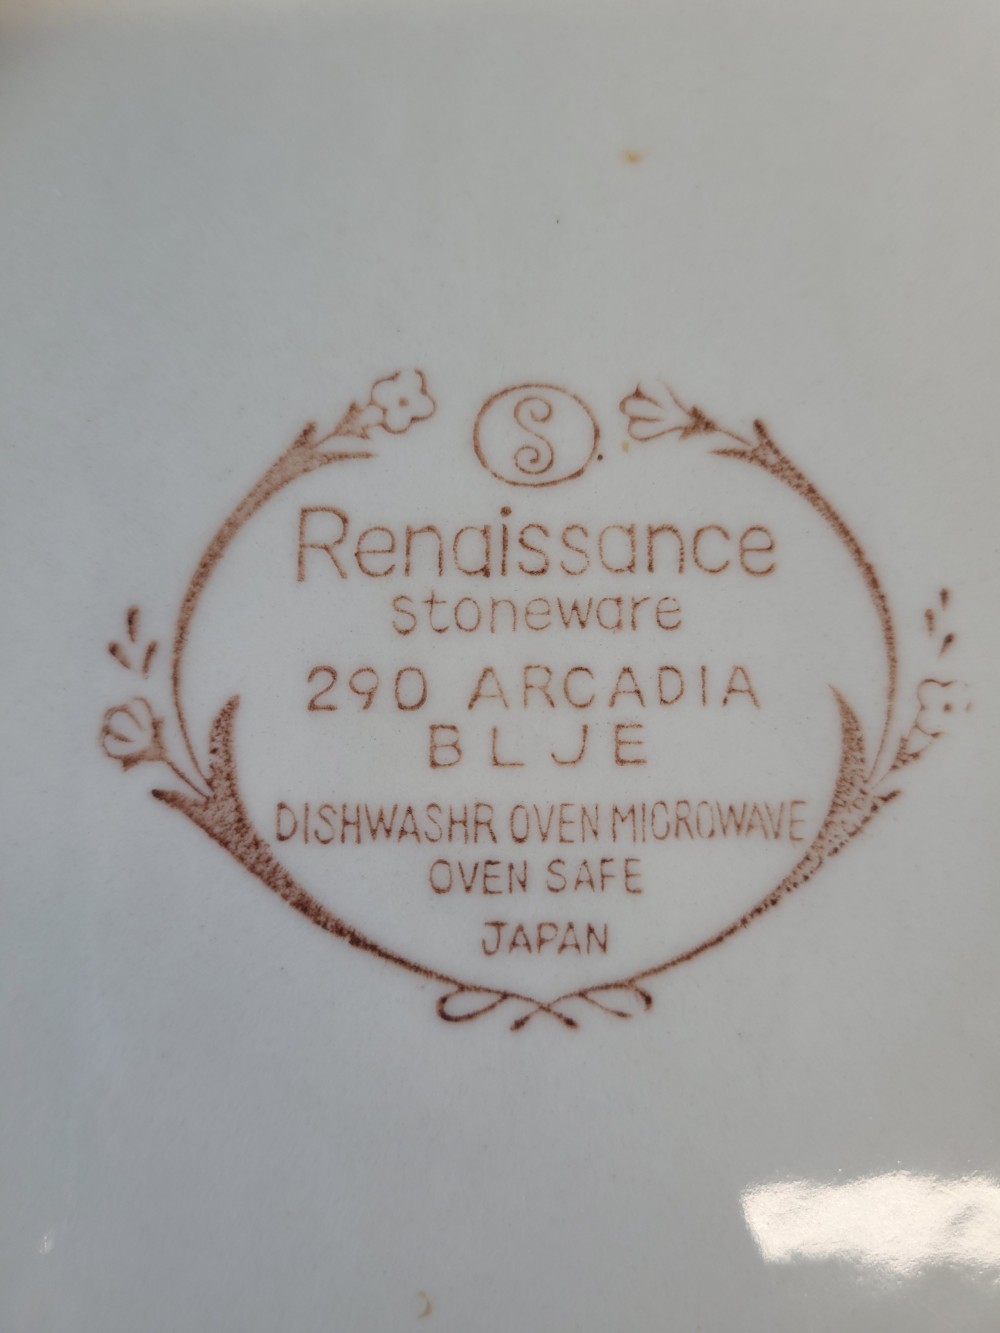 S
Renaissance
stoneware
290 ARCADIA
BLJE
DISHWASHR OVEN MICROWAVE
OVEN SAFE
JAPAN